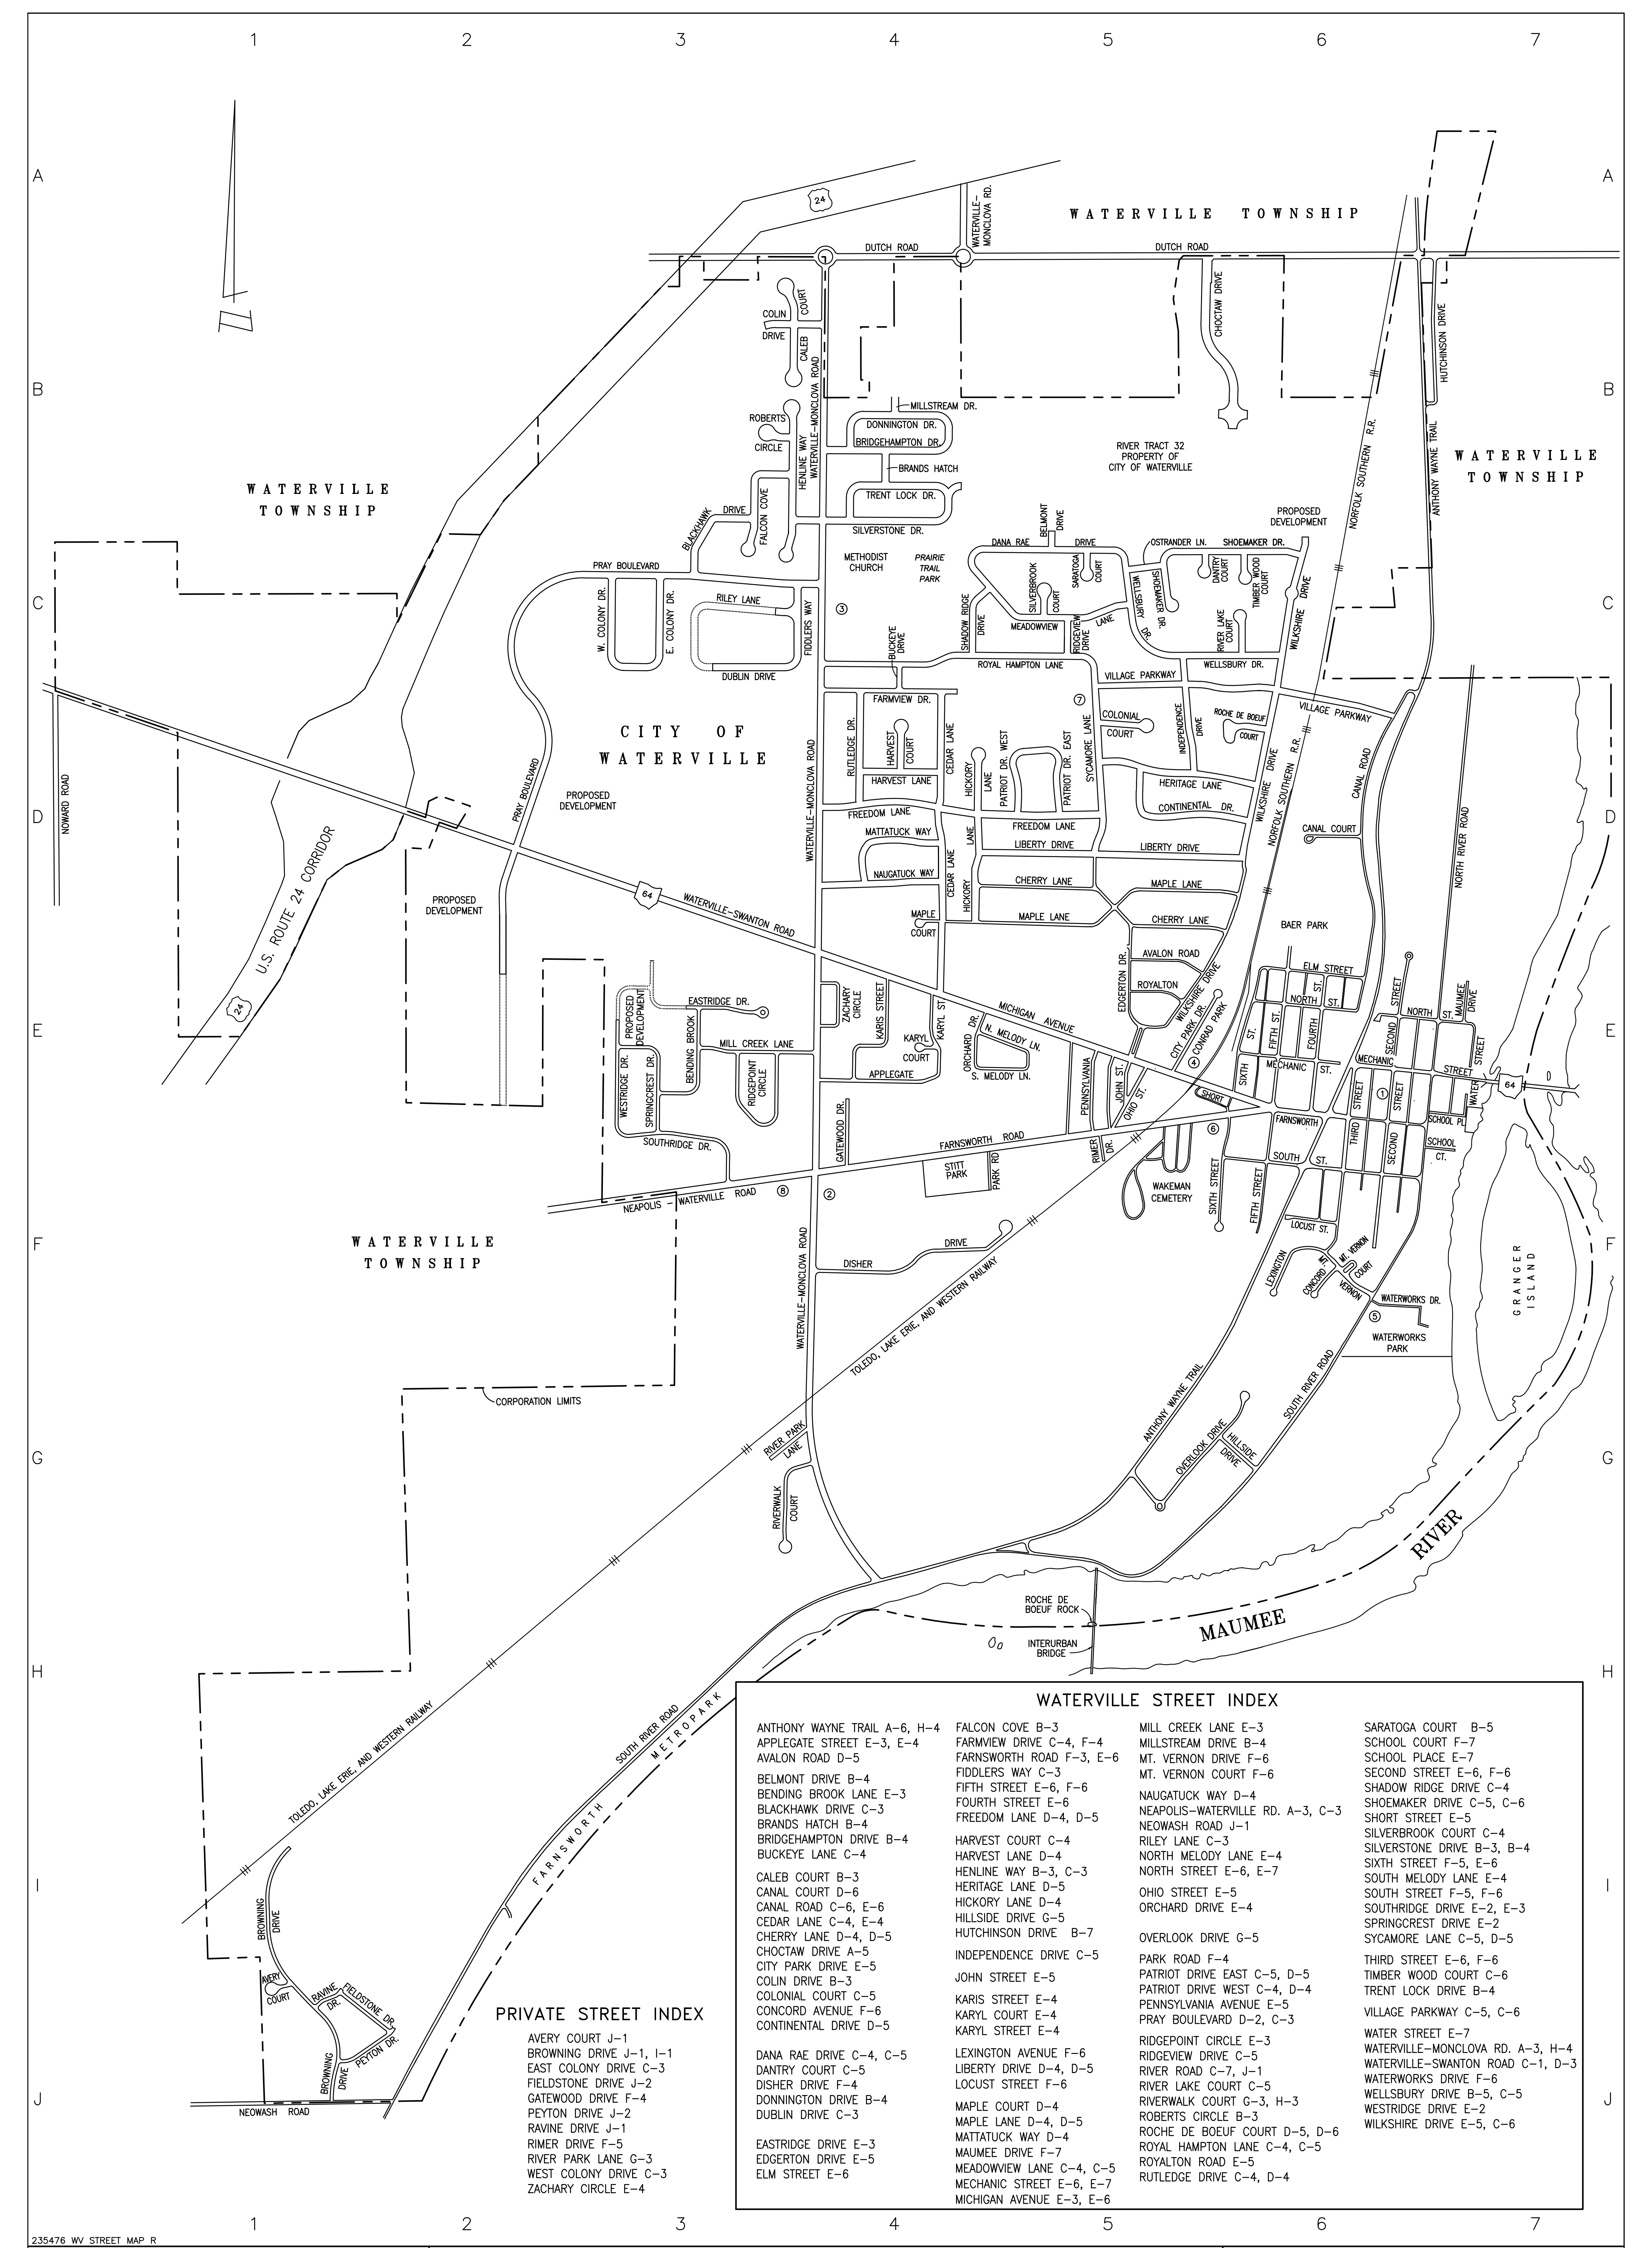 1 2 3 4 5 6 7
A
A
24
WATERVILLE-
MONCLOVA RD.
WATERVILLE TOWNSHIP
DUTCH ROAD
DUTCH ROAD
COLIN
DRIVE
COURT
CALEB
CHOCTAW DRIVE
HUTCHINSON DRIVE
B
B
WATERVILLE-MONCLOVA ROAD
ROBERTS
CIRCLE
HENLINE WAY
MILLSTREAM DR.
DONNINGTON DR.
BRIDGEHAMPTON DR.
BRANDS HATCH
TRENT LOCK DR.
SILVERSTONE DR.
RIVER TRACT 32
PROPERTY OF
CITY OF WATERVILLE
NORFOLK SOUTHERN R.R.
ANTHONY WAYNE TRAIL
WATERVILLE
TOWNSHIP
WATERVILLE
TOWNSHIP
BLACKHAWK
DRIVE
FALCON COVE
METHODIST
CHURCH
PRAIRIE
TRAIL
PARK
PROPOSED
DEVELOPMENT
DANA RAE
DRIVE
BELMONT
DRIVE
OSTRANDER LN.
SHOEMAKER DR.
SARATOGA
COURT
SILVERBROOK
COURT
DANTRY
COURT
TIMBER WOOD
COURT
PRAY BOULEVARD
C
C
W. COLONY DR.
E. COLONY DR.
RILEY LANE
FIDDLERS WAY
DUBLIN DRIVE
3
BUCKEYE
DRIVE
SHADOW RIDGE
DRIVE
MEADOWVIEW
LANE
RIDGEVIEW
DRIVE
WELLSBURY
DR.
SHOEMAKER DR.
RIVER LAKE
COURT
WILKSHIRE DRIVE
ROYAL HAMPTON LANE
WELLSBURY DR.
VILLAGE PARKWAY
VILLAGE PARKWAY
CITY OF
WATERVILLE
FARMVIEW DR.
7
COLONIAL
COURT
INDEPENDENCE
DRIVE
ROCHE DE BOEUF
COURT
RUTLEDGE DR.
HARVEST
COURT
CEDAR LANE
HICKORY
LANE
PATRIOT DR. WEST
PATRIOT DR. EAST
SYCAMORE LANE
HARVEST LANE
HERITAGE LANE
CONTINENTAL DR.
WILKSHIRE DRIVE
NORFOLK SOUTHERN R.R.
CANAL ROAD
CANAL COURT
NORTH RIVER ROAD
D
D
NOWARD ROAD
PRAY BOULEVARD
PROPOSED
DEVELOPMENT
WATERVILLE-MONCLOVA ROAD
FREEDOM LANE
FREEDOM LANE
MATTATUCK WAY
LANE
LIBERTY DRIVE
LIBERTY DRIVE
NAUGATUCK WAY
CEDAR LANE
HICKORY
CHERRY LANE
MAPLE LANE
MAPLE
COURT
MAPLE LANE
CHERRY LANE
U.S. ROUTE 24 CORRIDOR
24
PROPOSED
DEVELOPMENT
64
WATERVILLE-SWANTON ROAD
BAER PARK
EDGERTON DR.
AVALON ROAD
ROYALTON
WILKSHIRE DRIVE
CITY PARK DR.
CONRAD PARK
4
ELM STREET
NORTH ST.
ST.
FIFTH ST.
FOURTH
SIXTH
ST.
MECHANIC ST.
MECHANIC
STREET
SECOND
STREET
NORTH ST.
MAUMEE
DRIVE
WATER
STREET
64
E
E
PROPOSED
DEVELOPMENT
EASTRIDGE DR.
BENDING BROOK
MILL CREEK LANE
WESTRIDGE DR.
SPRINGCREST DR.
RIDGEPOINT
CIRCLE
SOUTHRIDGE DR.
ZACHARY
CIRCLE
KARIS STREET
KARYL
COURT
KARYL ST.
APPLEGATE
ORCHARD DR.
N. MELODY LN.
S. MELODY LN.
MICHIGAN AVENUE
PENNSYLVANIA
JOHN ST.
OHIO ST.
SHORT
6
FARNSWORTH
STREET
THIRD
1
STREET
SECOND
SCHOOL PL
SCHOOL
CT.
GATEWOOD DR.
FARNSWORTH ROAD
STITT
PARK
PARK RD
RIMER
DR.
WAKEMAN
CEMETERY
SIXTH STREET
FIFTH STREET
SOUTH ST.
LOCUST ST.
8
2
NEAPOLIS - WATERVILLE ROAD
F
F
WATERVILLE
TOWNSHIP
WATERVILLE-MONCLOVA ROAD
DISHER
DRIVE
TOLEDO, LAKE ERIE, AND WESTERN RAILWAY
LEXINGTON
CONCORD
MT.
VERNON
MT. VERNON
COURT
WATERWORKS DR.
5
WATERWORKS
PARK
GRANGER
ISLAND
CORPORATION LIMITS
ANTHONY WAYNE TRAIL
SOUTH RIVER ROAD
G
G
RIVER PARK
LANE
RIVERWALK
COURT
OVERLOOK DRIVE
HILLSIDE
DRIVE
MAUMEE
RIVER
ROCHE DE
BOEUF ROCK
INTERURBAN
BRIDGE
H
H
TOLEDO, LAKE ERIE, AND WESTERN RAILWAY
SOUTH RIVER ROAD
FARNSWORTH METROPARK
I
I
BROWNING
DRIVE
AVERY
COURT
RAVINE
DR.
FIELDSTONE DR.
PEYTON DR.
BROWNING
DRIVE
NEOWASH ROAD
J
J
PRIVATE STREET INDEX
AVERY COURT J-1
BROWNING DRIVE J-1, I-1
EAST COLONY DRIVE C-3
FIELDSTONE DRIVE J-2
GATEWOOD DRIVE F-4
PEYTON DRIVE J-2
RAVINE DRIVE J-1
RIMER DRIVE F-5
RIVER PARK LANE G-3
WEST COLONY DRIVE C-3
ZACHARY CIRCLE E-4
WATERVILLE STREET INDEX
ANTHONY WAYNE TRAIL A-6, H-4
APPLEGATE STREET E-3, E-4
AVALON ROAD D-5
BELMONT DRIVE B-4
BENDING BROOK LANE E-3
BLACKHAWK DRIVE C-3
BRANDS HATCH B-4
BRIDGEHAMPTON DRIVE B-4
BUCKEYE LANE C-4
CALEB COURT B-3
CANAL COURT D-6
CANAL ROAD C-6, E-6
CEDAR LANE C-4, E-4
CHERRY LANE D-4, D-5
CHOCTAW DRIVE A-5
CITY PARK DRIVE E-5
COLIN DRIVE B-3
COLONIAL COURT C-5
CONCORD AVENUE F-6
CONTINENTAL DRIVE D-5
DANA RAE DRIVE C-4, C-5
DANTRY COURT C-5
DISHER DRIVE F-4
DONNINGTON DRIVE B-4
DUBLIN DRIVE C-3
EASTRIDGE DRIVE E-3
EDGERTON DRIVE E-5
ELM STREET E-6
FALCON COVE B-3
FARMVIEW DRIVE C-4, F-4
FARNSWORTH ROAD F-3, E-6
FIDDLERS WAY C-3
FIFTH STREET E-6, F-6
FOURTH STREET E-6
FREEDOM LANE D-4, D-5
HARVEST COURT C-4
HARVEST LANE D-4
HENLINE WAY B-3, C-3
HERITAGE LANE D-5
HICKORY LANE D-4
HILLSIDE DRIVE G-5
HUTCHINSON DRIVE B-7
INDEPENDENCE DRIVE C-5
JOHN STREET E-5
KARIS STREET E-4
KARYL COURT E-4
KARYL STREET E-4
LEXINGTON AVENUE F-6
LIBERTY DRIVE D-4, D-5
LOCUST STREET F-6
MAPLE COURT D-4
MAPLE LANE D-4, D-5
MATTATUCK WAY D-4
MAUMEE DRIVE F-7
MEADOWVIEW LANE C-4, C-5
MECHANIC STREET E-6, E-7
MICHIGAN AVENUE E-3, E-6
MILL CREEK LANE E-3
MILLSTREAM DRIVE B-4
MT. VERNON DRIVE F-6
MT. VERNON COURT F-6
NAUGATUCK WAY D-4
NEAPOLIS-WATERVILLE RD. A-3, C-3
NEOWASH ROAD J-1
RILEY LANE C-3
NORTH MELODY LANE E-4
NORTH STREET E-6, E-7
OHIO STREET E-5
ORCHARD DRIVE E-4
OVERLOOK DRIVE G-5
PARK ROAD F-4
PATRIOT DRIVE EAST C-5, D-5
PATRIOT DRIVE WEST C-4, D-4
PENNSYLVANIA AVENUE E-5
PRAY BOULEVARD D-2, C-3
RIDGEPOINT CIRCLE E-3
RIDGEVIEW DRIVE C-5
RIVER ROAD C-7, J-1
RIVER LAKE COURT C-5
RIVERWALK COURT G-3, H-3
ROBERTS CIRCLE B-3
ROCHE DE BOEUF COURT D-5, D-6
ROYAL HAMPTON LANE C-4, C-5
ROYALTON ROAD E-5
RUTLEDGE DRIVE C-4, D-4
SARATOGA COURT B-5
SCHOOL COURT F-7
SCHOOL PLACE E-7
SECOND STREET E-6, F-6
SHADOW RIDGE DRIVE C-4
SHOEMAKER DRIVE C-5, C-6
SHORT STREET E-5
SILVERBROOK COURT C-4
SILVERSTONE DRIVE B-3, B-4
SIXTH STREET F-5, E-6
SOUTH MELODY LANE E-4
SOUTH STREET F-5, F-6
SOUTHRIDGE DRIVE E-2, E-3
SPRINGCREST DRIVE E-2
SYCAMORE LANE C-5, D-5
THIRD STREET E-6, F-6
TIMBER WOOD COURT C-6
TRENT LOCK DRIVE B-4
VILLAGE PARKWAY C-5, C-6
WATER STREET E-7
WATERVILLE-MONCLOVA RD. A-3, H-4
WATERVILLE-SWANTON ROAD C-1, D-3
WATERWORKS DRIVE F-6
WELLSBURY DRIVE B-5, C-5
WESTRIDGE DRIVE E-2
WILKSHIRE DRIVE E-5, C-6
1 2 3 4 5 6 7
235476 WV STREET MAP R